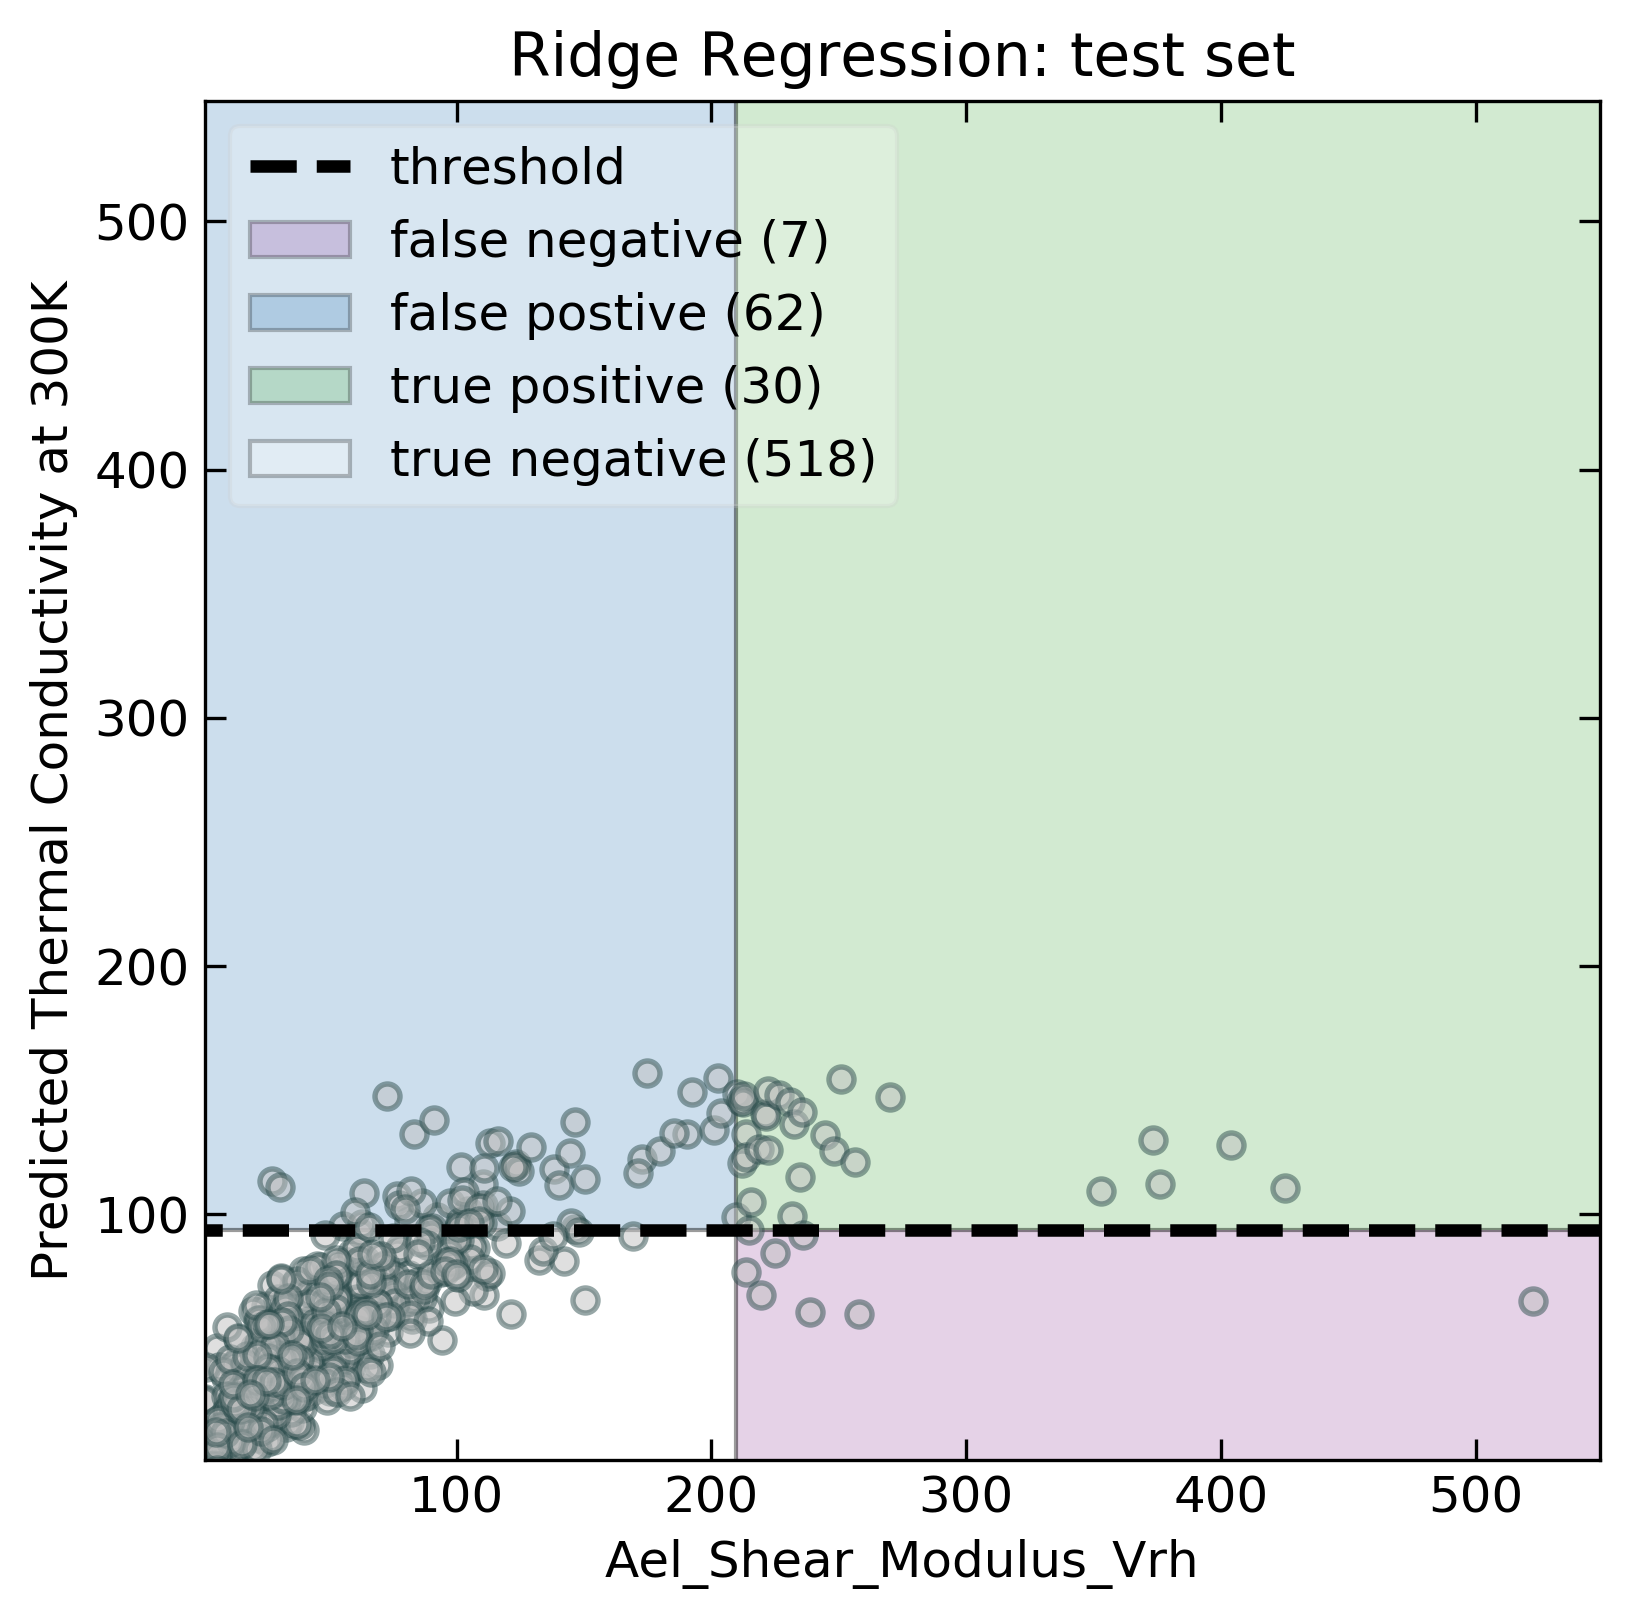 Ridge Regression: test set
threshold
false negative (7)
false postive (62)
true positive (30)
true negative (518)
500
400
300
200
100
Predicted Thermal Conductivity at 300K
100
200
300
400
500
Ael_Shear_Modulus_Vrh